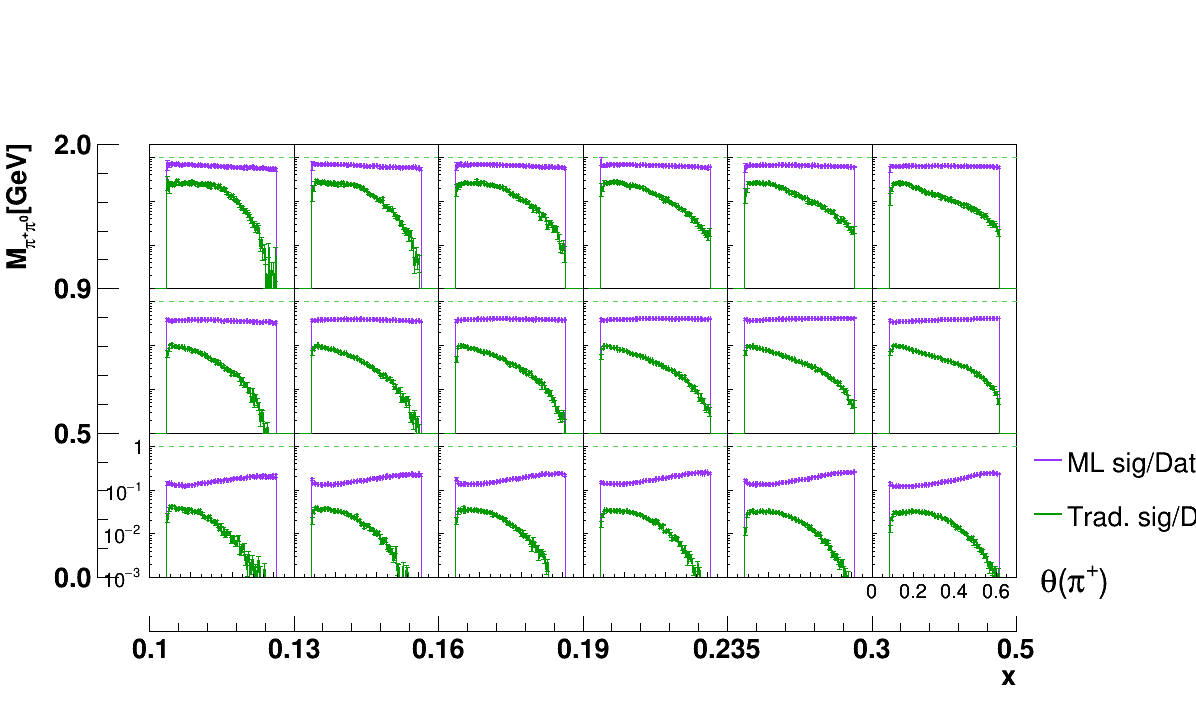 M_{π⁺π⁰}[GeV]
2.0
0.9
0.5
0.0
1
10⁻¹
10⁻²
10⁻³
ML sig/Dat
Trad. sig/D
θ(π⁺)
0 0.2 0.4 0.6
0.1 0.13 0.16 0.19 0.235 0.3 0.5
x